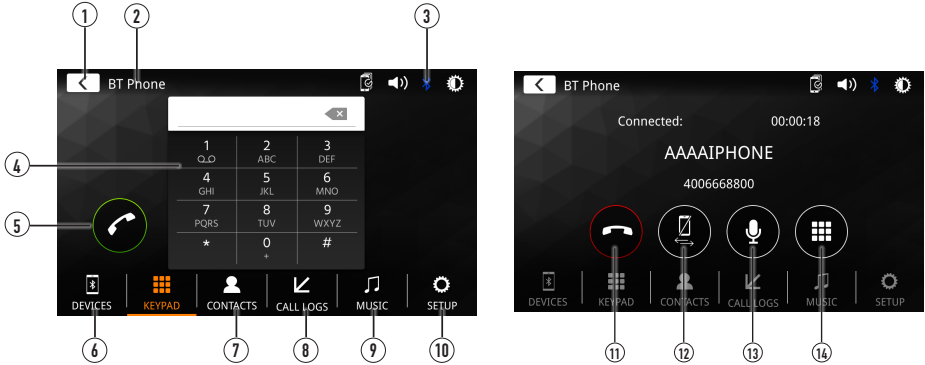 1 2 3
BT Phone
1 2 3
ABC DEF
4 4 5 6
GHI JKL MNO
5 7 8 9
PQRS TUV WXYZ
* 0 #
+
DEVICES KEYPAD CONTACTS CALL LOGS MUSIC SETUP
6 7 8 9 10
BT Phone
Connected: 00:00:18
AAAAIPHONE
4006668800
DEVICES KEYPAD CONTACTS CALL LOGS MUSIC SETUP
11 12 13 14